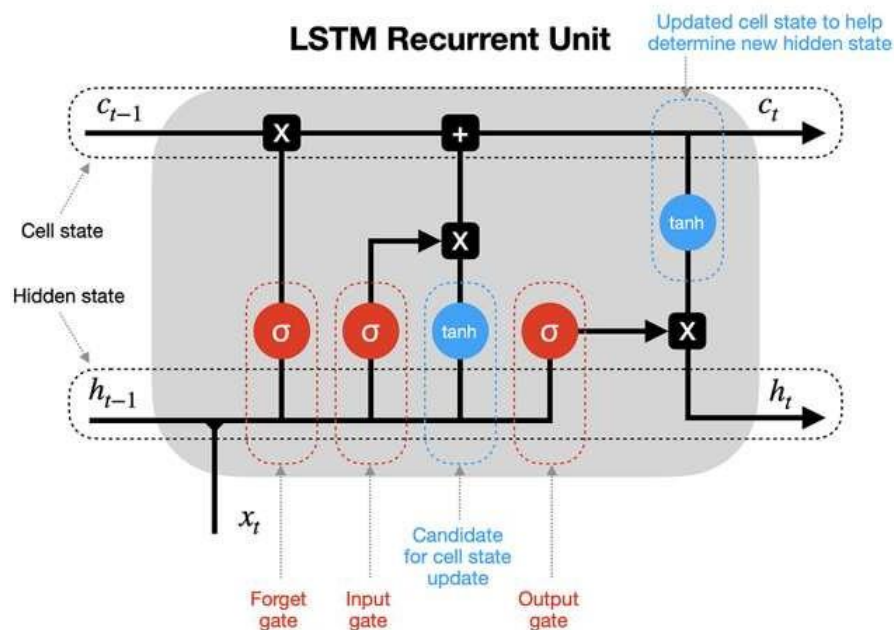 LSTM Recurrent Unit
Updated cell state to help
determine new hidden state
c_{t-1}
c_t
X
+
Cell state
tanh
X
Hidden state
σ
σ
tanh
σ
X
h_{t-1}
h_t
x_t
Candidate
for cell state
update
Forget
gate
Input
gate
Output
gate